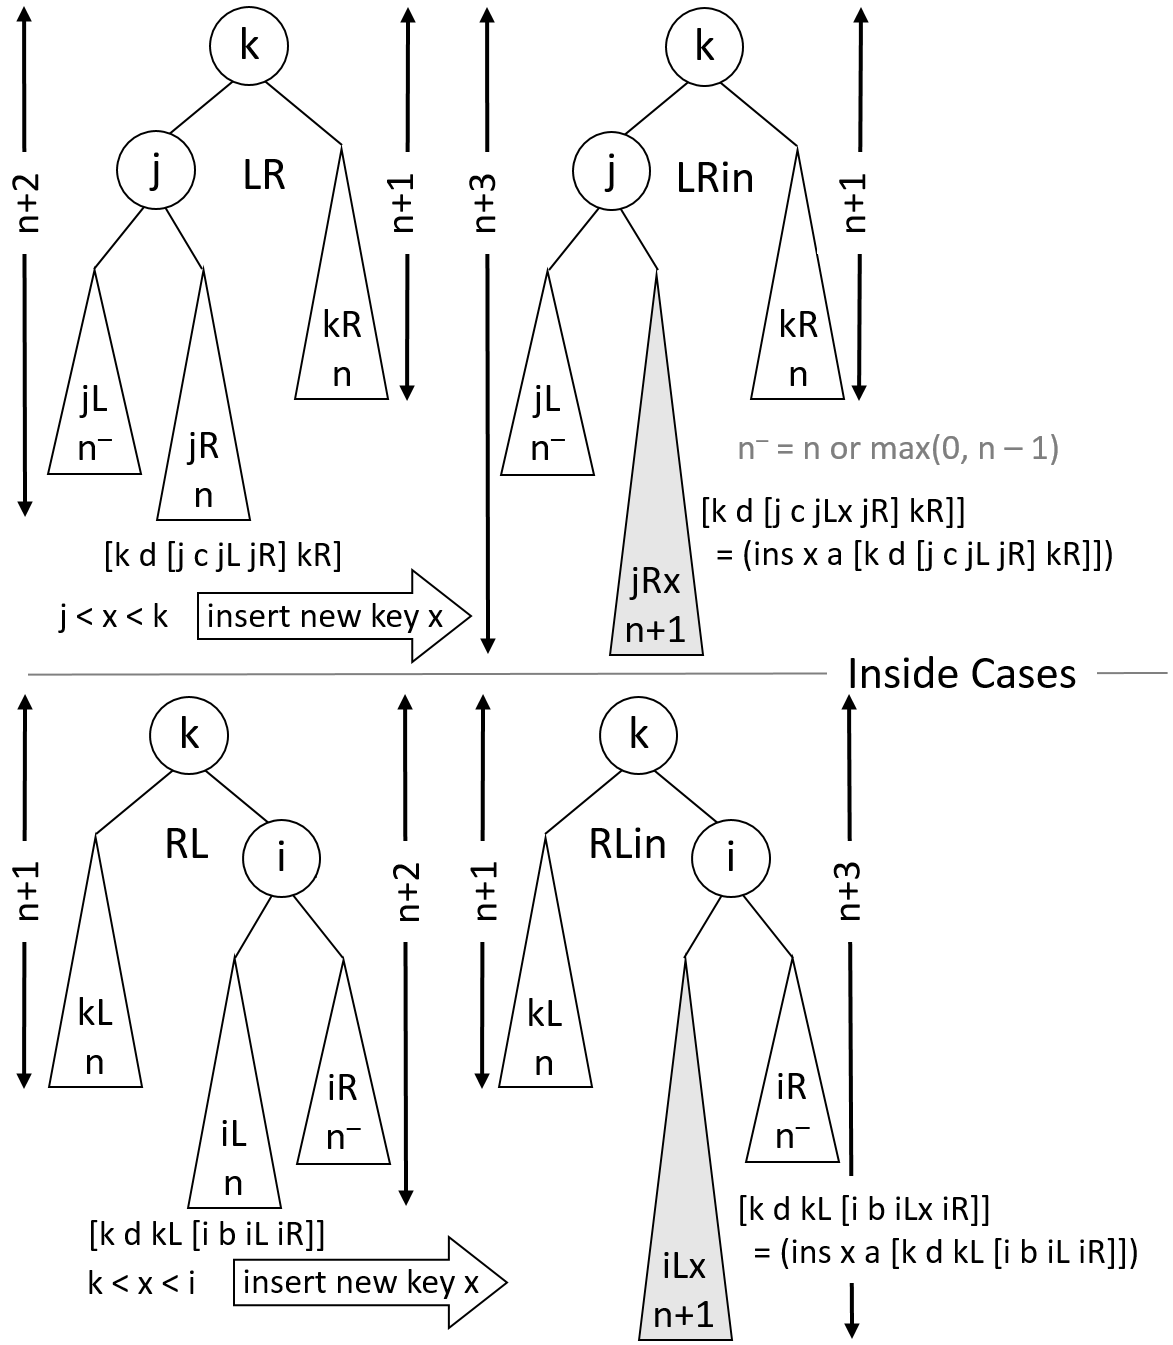 k
k
j
LR
j
LRin
n+2
n+1
n+3
n+1
kR
n
kR
n
jL
n–
jR
n
jL
n–
n– = n or max(0, n – 1)
[k d [j c jLx jR] kR]]
= (ins x a [k d [j c jL jR] kR]])
[k d [j c jL jR] kR]
jRx
n+1
j < x < k
insert new key x
Inside Cases
k
k
RL
i
RLin
i
n+1
n+2
n+1
n+3
kL
n
kL
n
iR
n–
iL
n
iR
n–
[k d kL [i b iLx iR]]
= (ins x a [k d kL [i b iL iR]])
[k d kL [i b iL iR]]
k < x < i
insert new key x
iLx
n+1